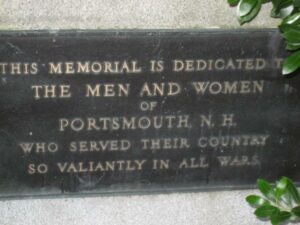 THIS MEMORIAL IS DEDICATED T
THE MEN AND WOMEN
OF
PORTSMOUTH, N.H.
WHO SERVED THEIR COUNTRY
SO VALIANTLY IN ALL WARS.